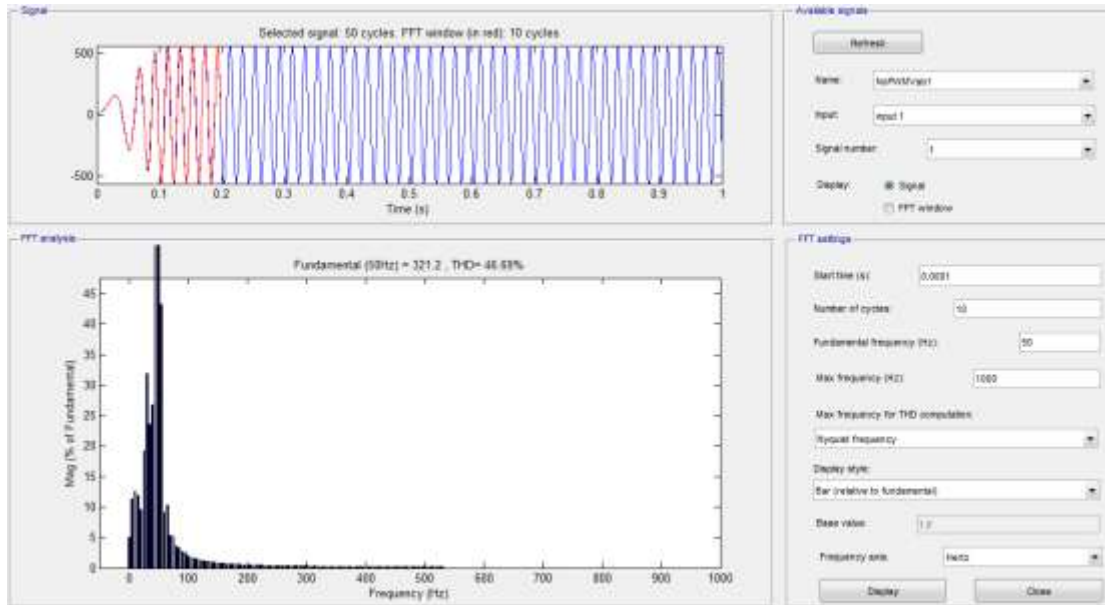 Signal
Selected signal: 50 cycles. FFT window (in red): 10 cycles
500
0
-500
0 0.1 0.2 0.3 0.4 0.5 0.6 0.7 0.8 0.9 1
Time (s)
FFT analysis
Fundamental (50Hz) = 321.2 , THD= 46.69%
45
40
35
30
25
20
15
10
5
0
Mag (% of Fundamental)
0 100 200 300 400 500 600 700 800 900 1000
Frequency (Hz)
Available signals
Refresh
Name:
Input:
input 1
Signal number:
1
Display:
Signal
FFT window
FFT settings
Start time (s):
0.0001
Number of cycles:
10
Fundamental frequency (Hz):
50
Max frequency (Hz):
1000
Max frequency for THD computation:
Nyquist frequency
Display style:
Bar (relative to fundamental)
Base value:
1.0
Frequency axis:
Hertz
Display
Close